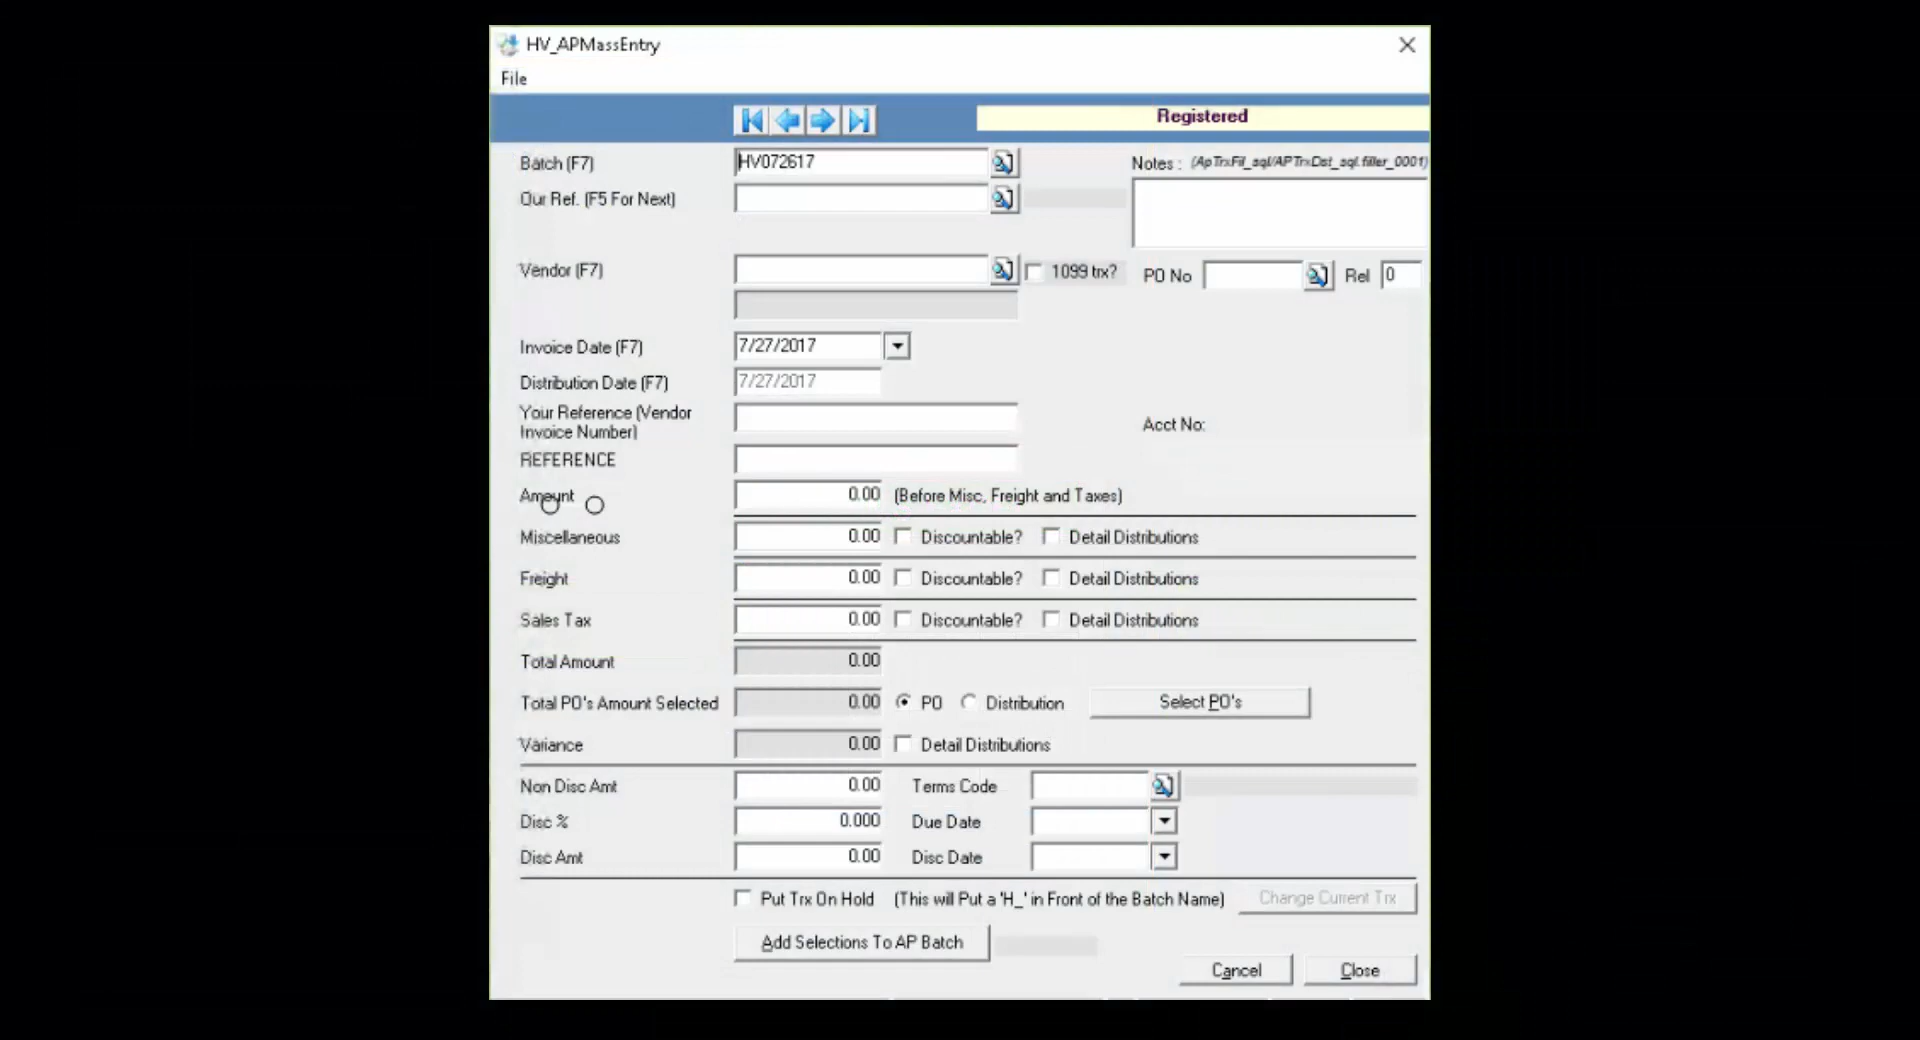 HV_APMassEntry
File
Registered
Batch (F7) HV072617 Notes : (ApTrxFil_sql/APTrxDst_sql.filler_0001)
Our Ref. (F5 For Next)
Vendor (F7) 1099 trx? PO No Rel 0
Invoice Date (F7) 7/27/2017
Distribution Date (F7) 7/27/2017
Your Reference (Vendor
Invoice Number) Acct No:
REFERENCE
Amount 0.00 (Before Misc, Freight and Taxes)
Miscellaneous 0.00 Discountable? Detail Distributions
Freight 0.00 Discountable? Detail Distributions
Sales Tax 0.00 Discountable? Detail Distributions
Total Amount 0.00
Total PO's Amount Selected 0.00 PO Distribution Select PO's
Variance 0.00 Detail Distributions
Non Disc Amt 0.00 Terms Code
Disc % 0.000 Due Date
Disc Amt 0.00 Disc Date
Put Trx On Hold (This will Put a 'H_' in Front of the Batch Name) Change Current Trx
Add Selections To AP Batch
Cancel Close